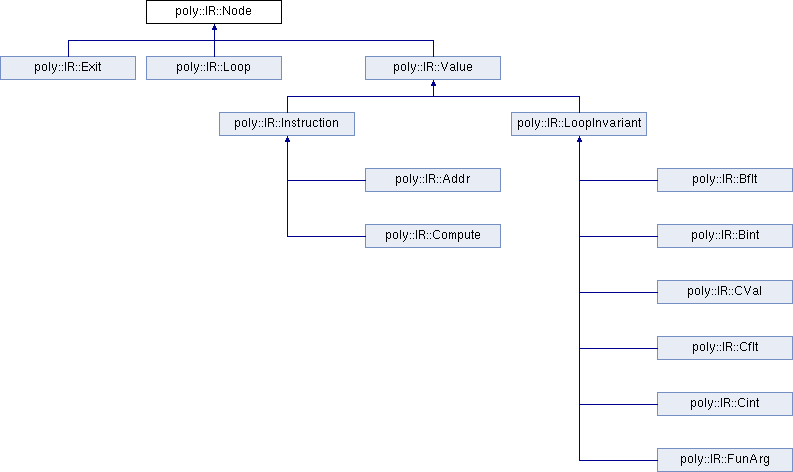 poly::IR::Node
poly::IR::Exit
poly::IR::Loop
poly::IR::Value
poly::IR::Instruction
poly::IR::LoopInvariant
poly::IR::Addr
poly::IR::Bflt
poly::IR::Compute
poly::IR::Bint
poly::IR::CVal
poly::IR::Cflt
poly::IR::Cint
poly::IR::FunArg